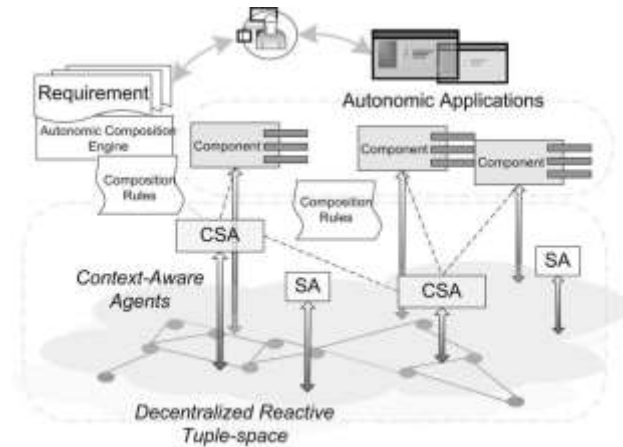 Requirement
Autonomic Composition
Engine
Autonomic Applications
Component
Component
Component
Composition
Rules
Composition
Rules
CSA
Context-Aware
Agents
SA
CSA
SA
Decentralized Reactive
Tuple-space